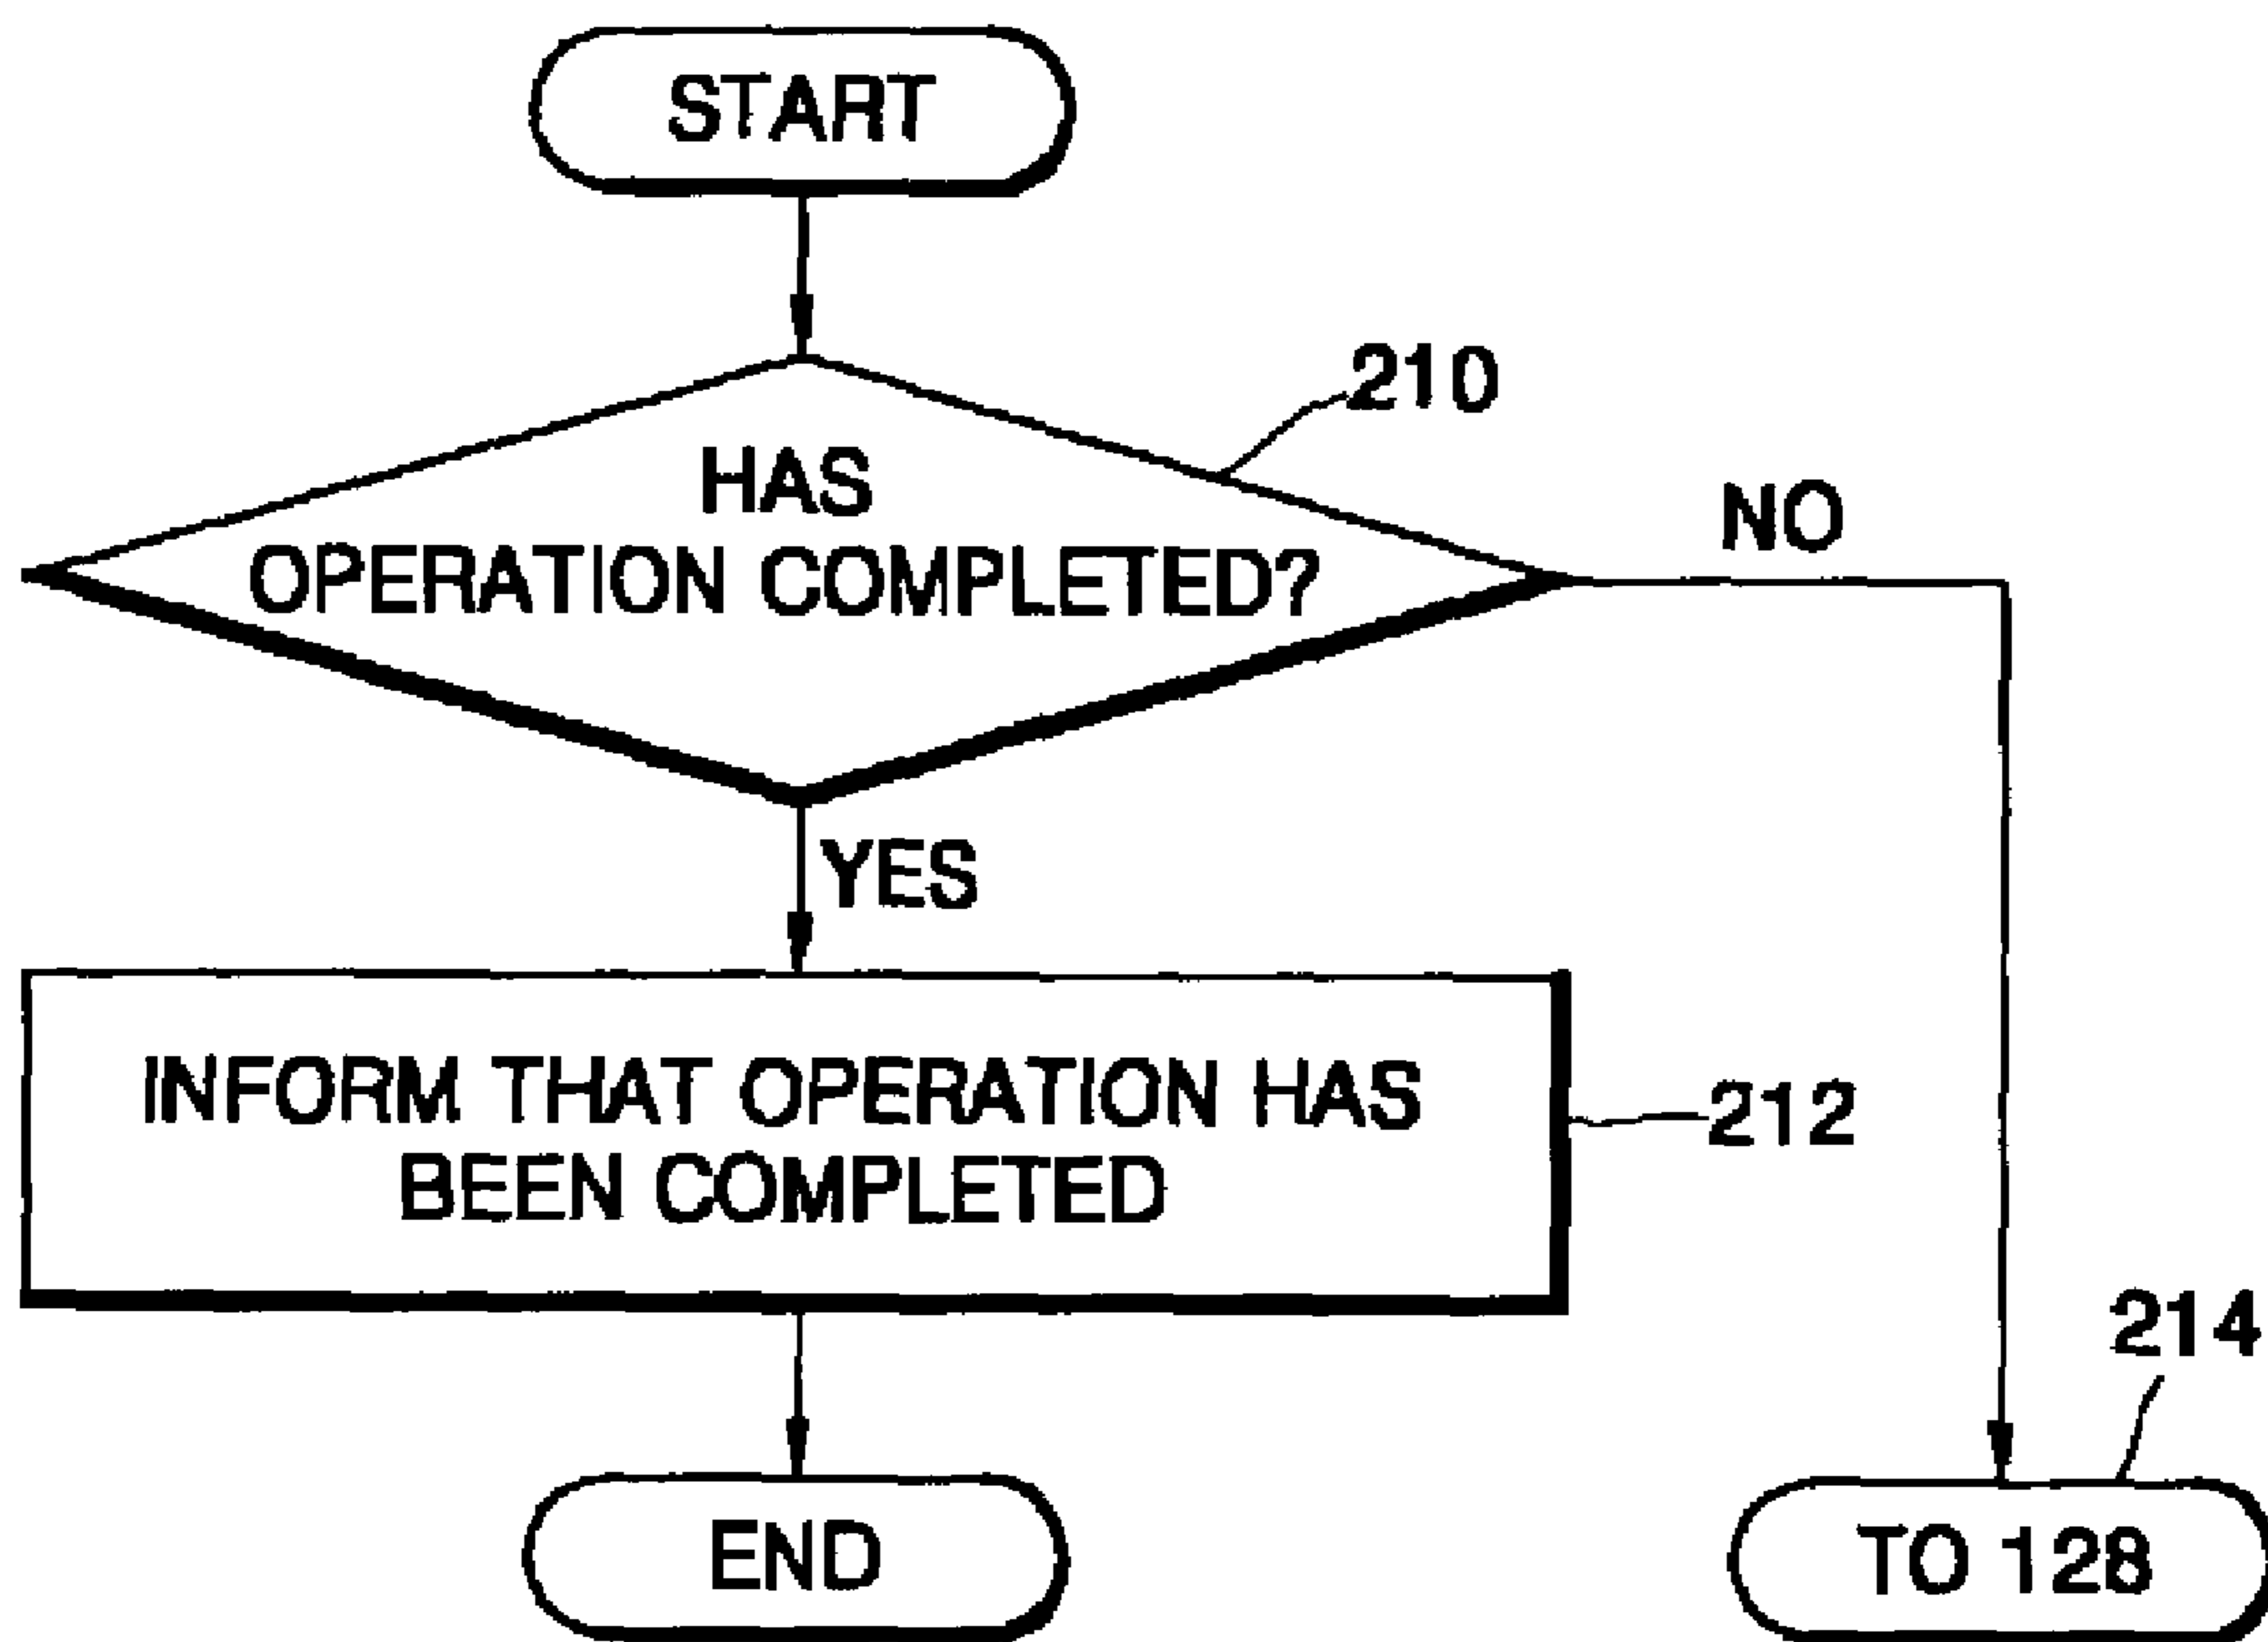 START
210
HAS
OPERATION COMPLETED?
NO
YES
INFORM THAT OPERATION HAS
BEEN COMPLETED
212
214
END
TO 128